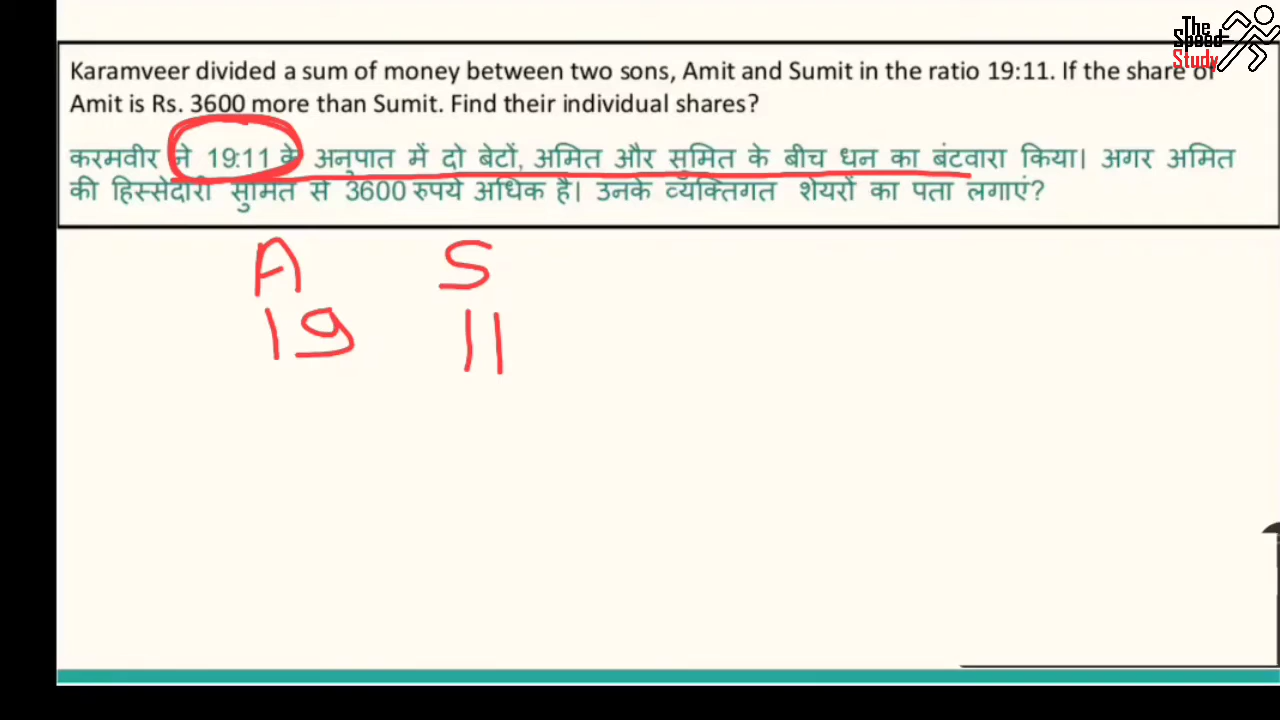 The
Speed
Study
Karamveer divided a sum of money between two sons, Amit and Sumit in the ratio 19:11. If the share of
Amit is Rs. 3600 more than Sumit. Find their individual shares?
करमवीर ने 19:11 के अनुपात में दो बेटों, अमित और सुमित के बीच धन का बंटवारा किया। अगर अमित
की हिस्सेदारी सुमित से 3600 रुपये अधिक है। उनके व्यक्तिगत शेयरों का पता लगाएं?
A S
19 11